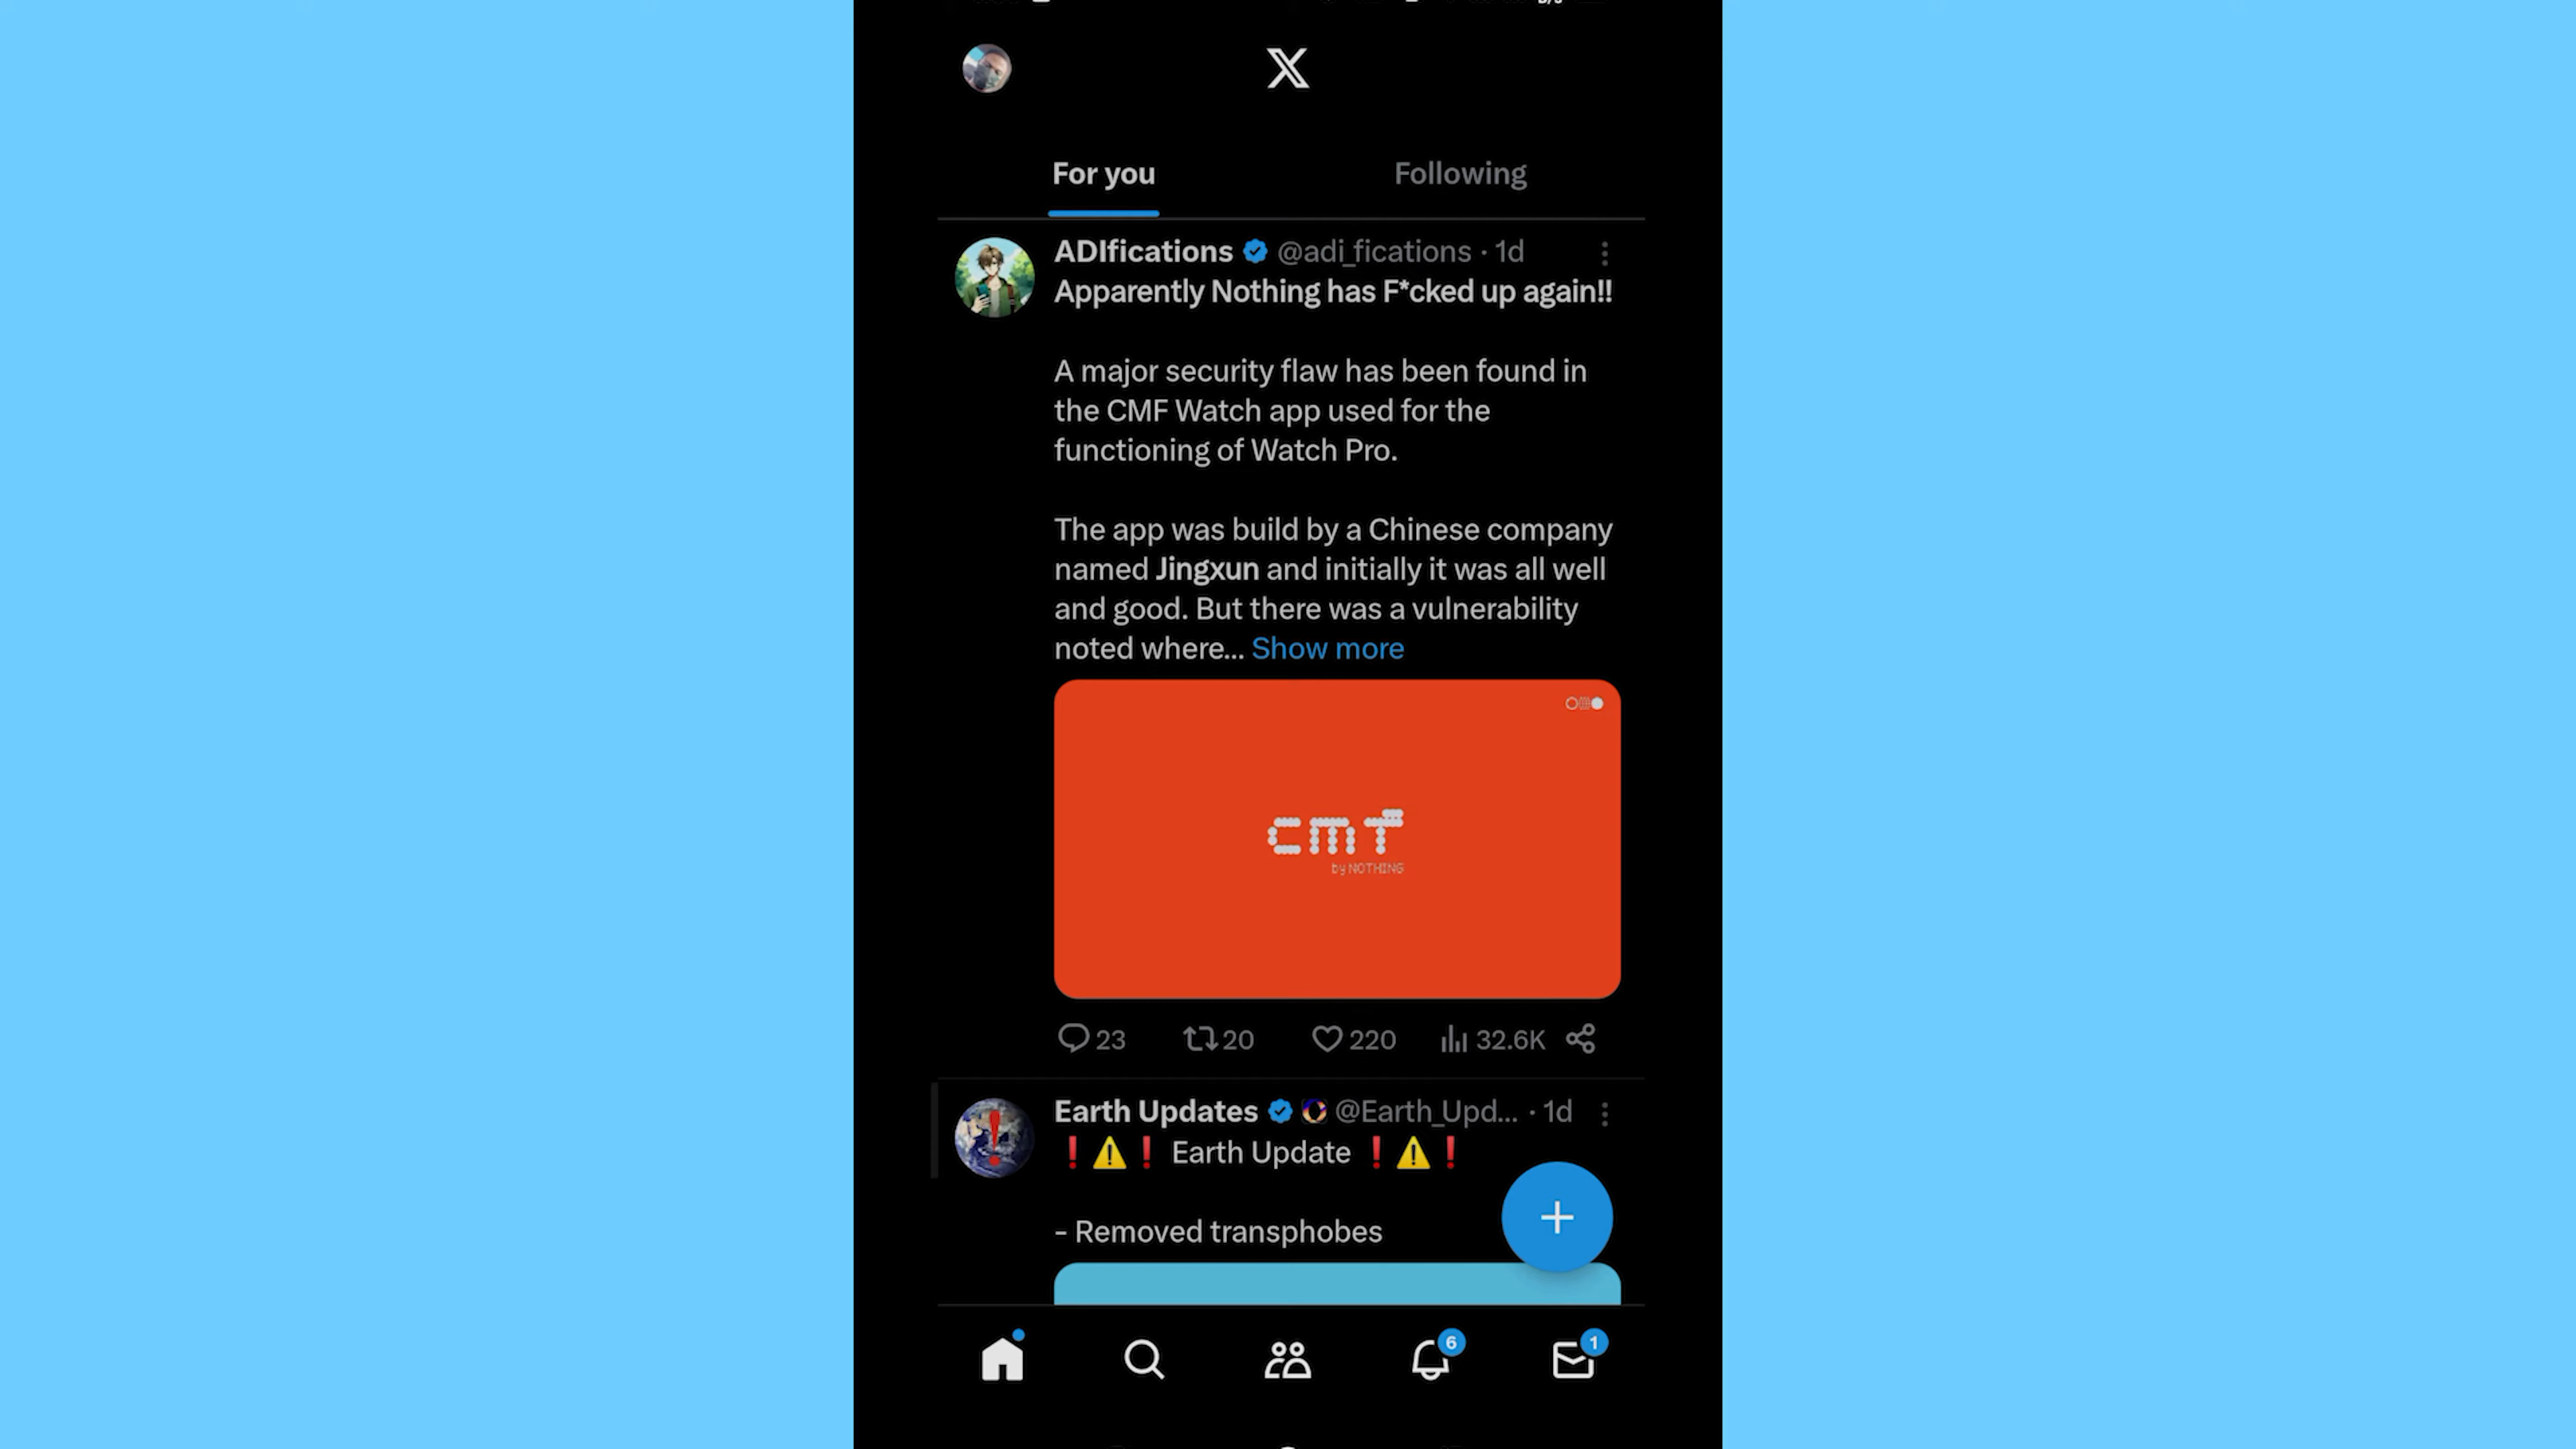 For you
Following
ADIfications @adi_fications · 1d
Apparently Nothing has F*cked up again!!
A major security flaw has been found in
the CMF Watch app used for the
functioning of Watch Pro.
The app was build by a Chinese company
named Jingxun and initially it was all well
and good. But there was a vulnerability
noted where... Show more
cmf
by NOTHING
23
20
220
32.6K
Earth Updates @Earth_Upd... · 1d
❗⚠️❗ Earth Update ❗⚠️❗
- Removed transphobes
6
1